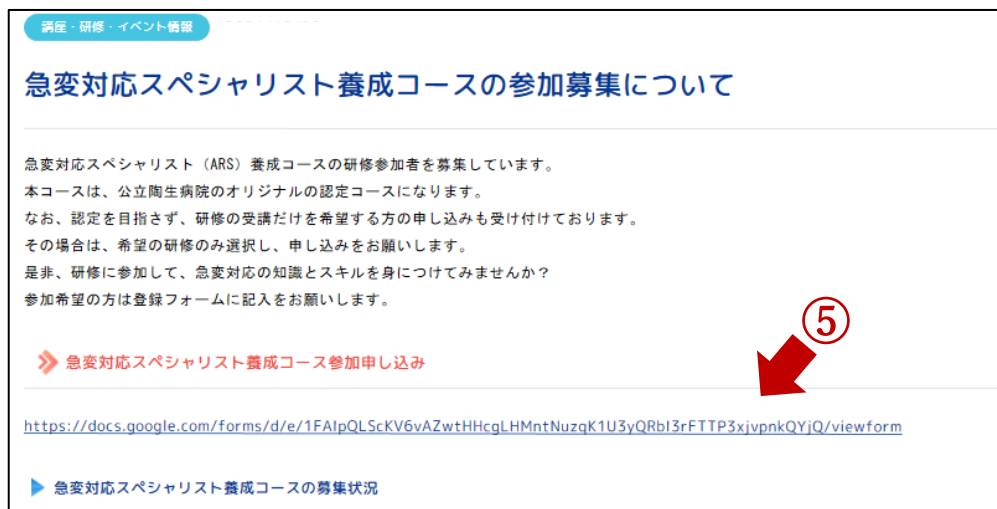 講座・研修・イベント情報
急変対応スペシャリスト養成コースの参加募集について
急変対応スペシャリスト（ARS）養成コースの研修参加者を募集しています。
本コースは、公立陶生病院のオリジナルの認定コースになります。
なお、認定を目指さず、研修の受講だけを希望する方の申し込みも受け付けております。
その場合は、希望の研修のみ選択し、申し込みをお願いします。
是非、研修に参加して、急変対応の知識とスキルを身につけてみませんか？
参加希望の方は登録フォームに記入をお願いします。
⑤
急変対応スペシャリスト養成コース参加申し込み
https://docs.google.com/forms/d/e/1FAIpQLScKV6vAZwtHHcgLHMntNuzqK1U3yQRbI3rFTTP3xjvpnkQYjQ/viewform
急変対応スペシャリスト養成コースの募集状況